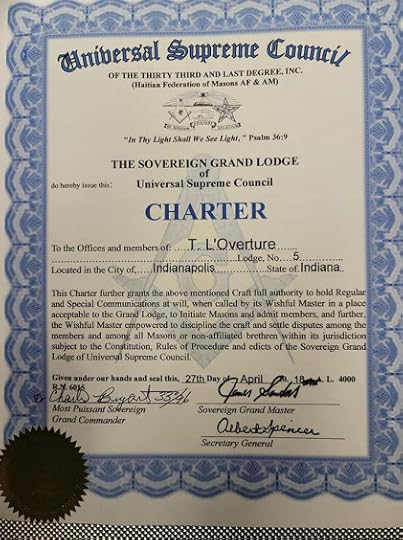 Universal Supreme Council
OF THE THIRTY THIRD AND LAST DEGREE, INC.
(Haitian Federation of Masons AF & AM)
"In Thy Light Shall We See Light," Psalm 36:9
THE SOVEREIGN GRAND LODGE
of
do hereby issue this: Universal Supreme Council
CHARTER
To the Offices and members of: T. L'Overture
Lodge, No. 5
Located in the City of, Indianapolis State of Indiana
This Charter further grants the above mentioned Craft full authority to hold Regular
and Special Communications at will, when called by its Wishful Master in a place
acceptable to the Grand Lodge, to Initiate Masons and admit members, and further,
the Wishful Master empowered to discipline the craft and settle disputes among the
members and among all Masons or non-affiliated brethren within its jurisdiction
subject to the Constitution, Rules of Procedure and edicts of the Sovereign Grand
Lodge of Universal Supreme Council.
Given under our hands and seal this, 27th Day of April 20, 18 A. L. 4000
R.M. 6015
Charles 33/96
Most Puissant Sovereign Sovereign Grand Master
Grand Commander
Albert Spencer
Secretary General